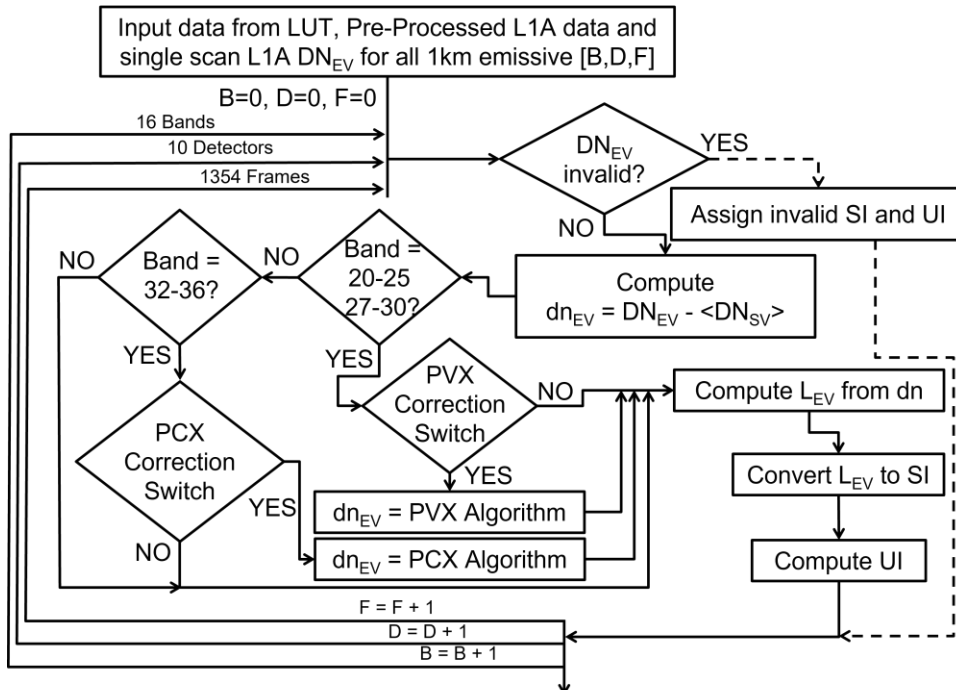 Input data from LUT, Pre-Processed L1A data and
single scan L1A DN_EV for all 1km emissive [B,D,F]
B=0, D=0, F=0
16 Bands
10 Detectors
1354 Frames
DN_EV
invalid?
YES
NO
Assign invalid SI and UI
Compute
dn_EV = DN_EV - <DN_SV>
Band =
20-25
27-30?
NO
YES
Band =
32-36?
NO
YES
PVX
Correction
Switch
NO
YES
PCX
Correction
Switch
YES
NO
dn_EV = PVX Algorithm
dn_EV = PCX Algorithm
Compute L_EV from dn
Convert L_EV to SI
Compute UI
F = F + 1
D = D + 1
B = B + 1